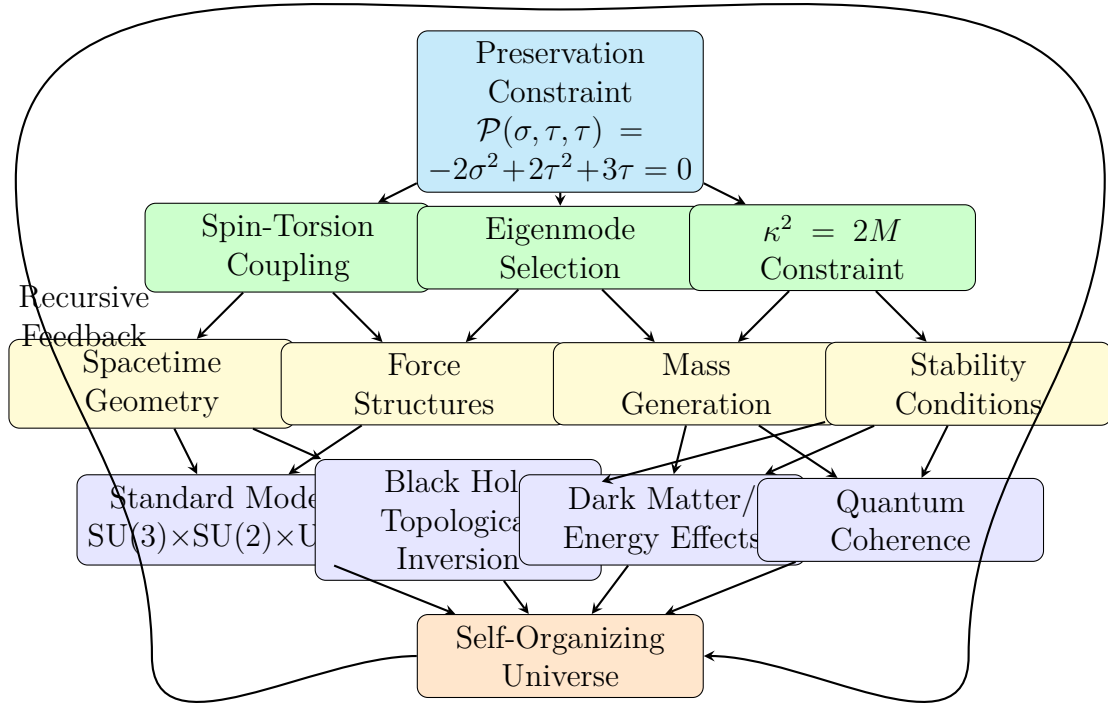 Preservation
Constraint
𝒫(σ, τ, τ) =
−2σ²+2τ²+3τ = 0
Spin-Torsion
Coupling
Eigenmode
Selection
κ² = 2M
Constraint
Recursive
Feedback
Spacetime
Geometry
Force
Structures
Mass
Generation
Stability
Conditions
Standard Mode
SU(3)×SU(2)×U
Black Hol
Topologica
Inversion
Dark Matter/
Energy Effects
Quantum
Coherence
Self-Organizing
Universe